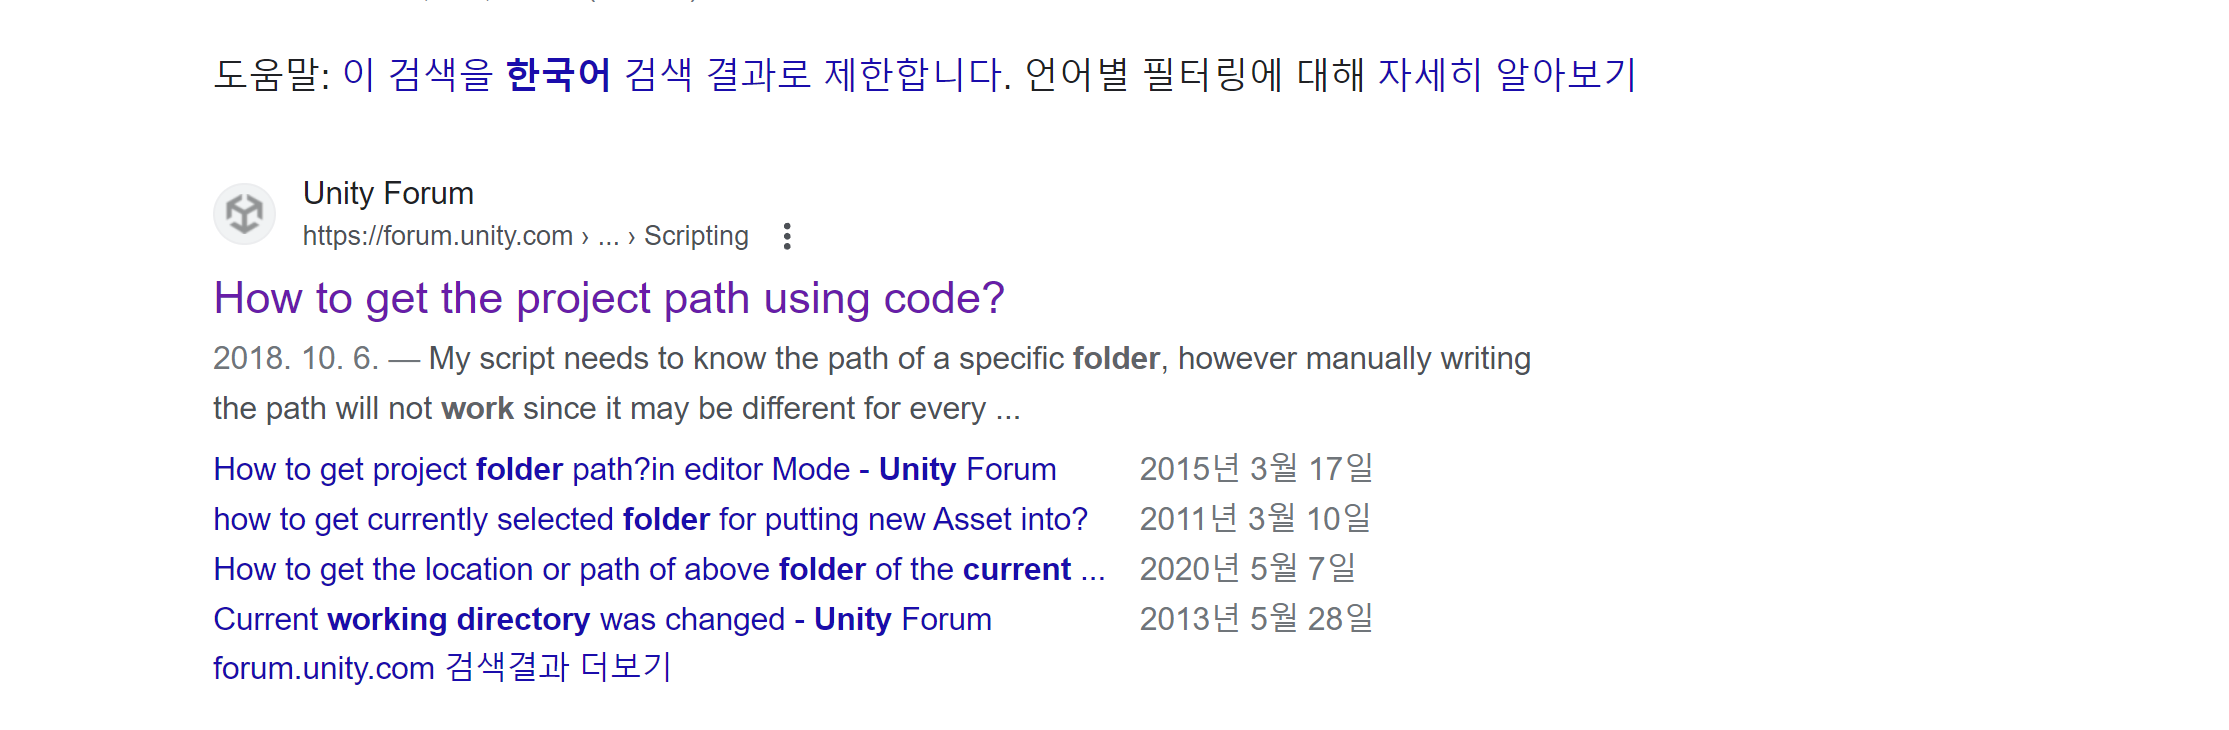 도움말: 이 검색을 한국어 검색 결과로 제한합니다. 언어별 필터링에 대해 자세히 알아보기
Unity Forum
https://forum.unity.com › ... › Scripting
How to get the project path using code?
2018. 10. 6. — My script needs to know the path of a specific folder, however manually writing
the path will not work since it may be different for every ...
How to get project folder path?in editor Mode - Unity Forum 2015년 3월 17일
how to get currently selected folder for putting new Asset into? 2011년 3월 10일
How to get the location or path of above folder of the current ... 2020년 5월 7일
Current working directory was changed - Unity Forum 2013년 5월 28일
forum.unity.com 검색결과 더보기